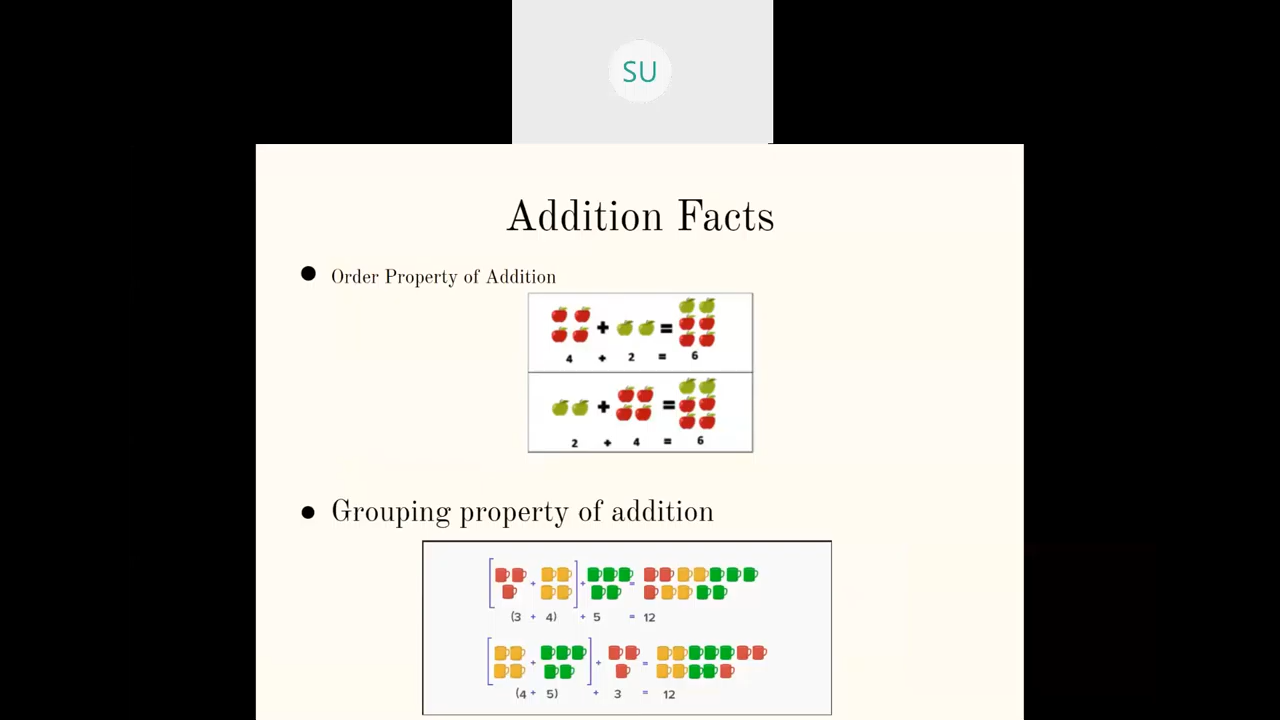 SU
Addition Facts
● Order Property of Addition
4 + 2 = 6
2 + 4 = 6
● Grouping property of addition
(3 + 4) + 5 = 12
(4 + 5) + 3 = 12